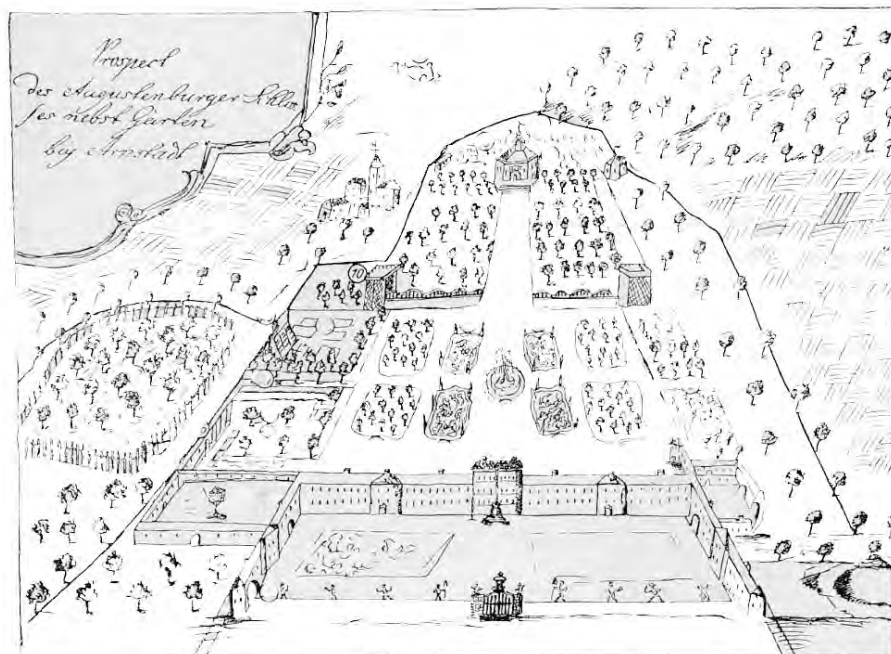 Prospect
des Augustenburger Schlos
ses nebst Garten
bey Arnstadt
10